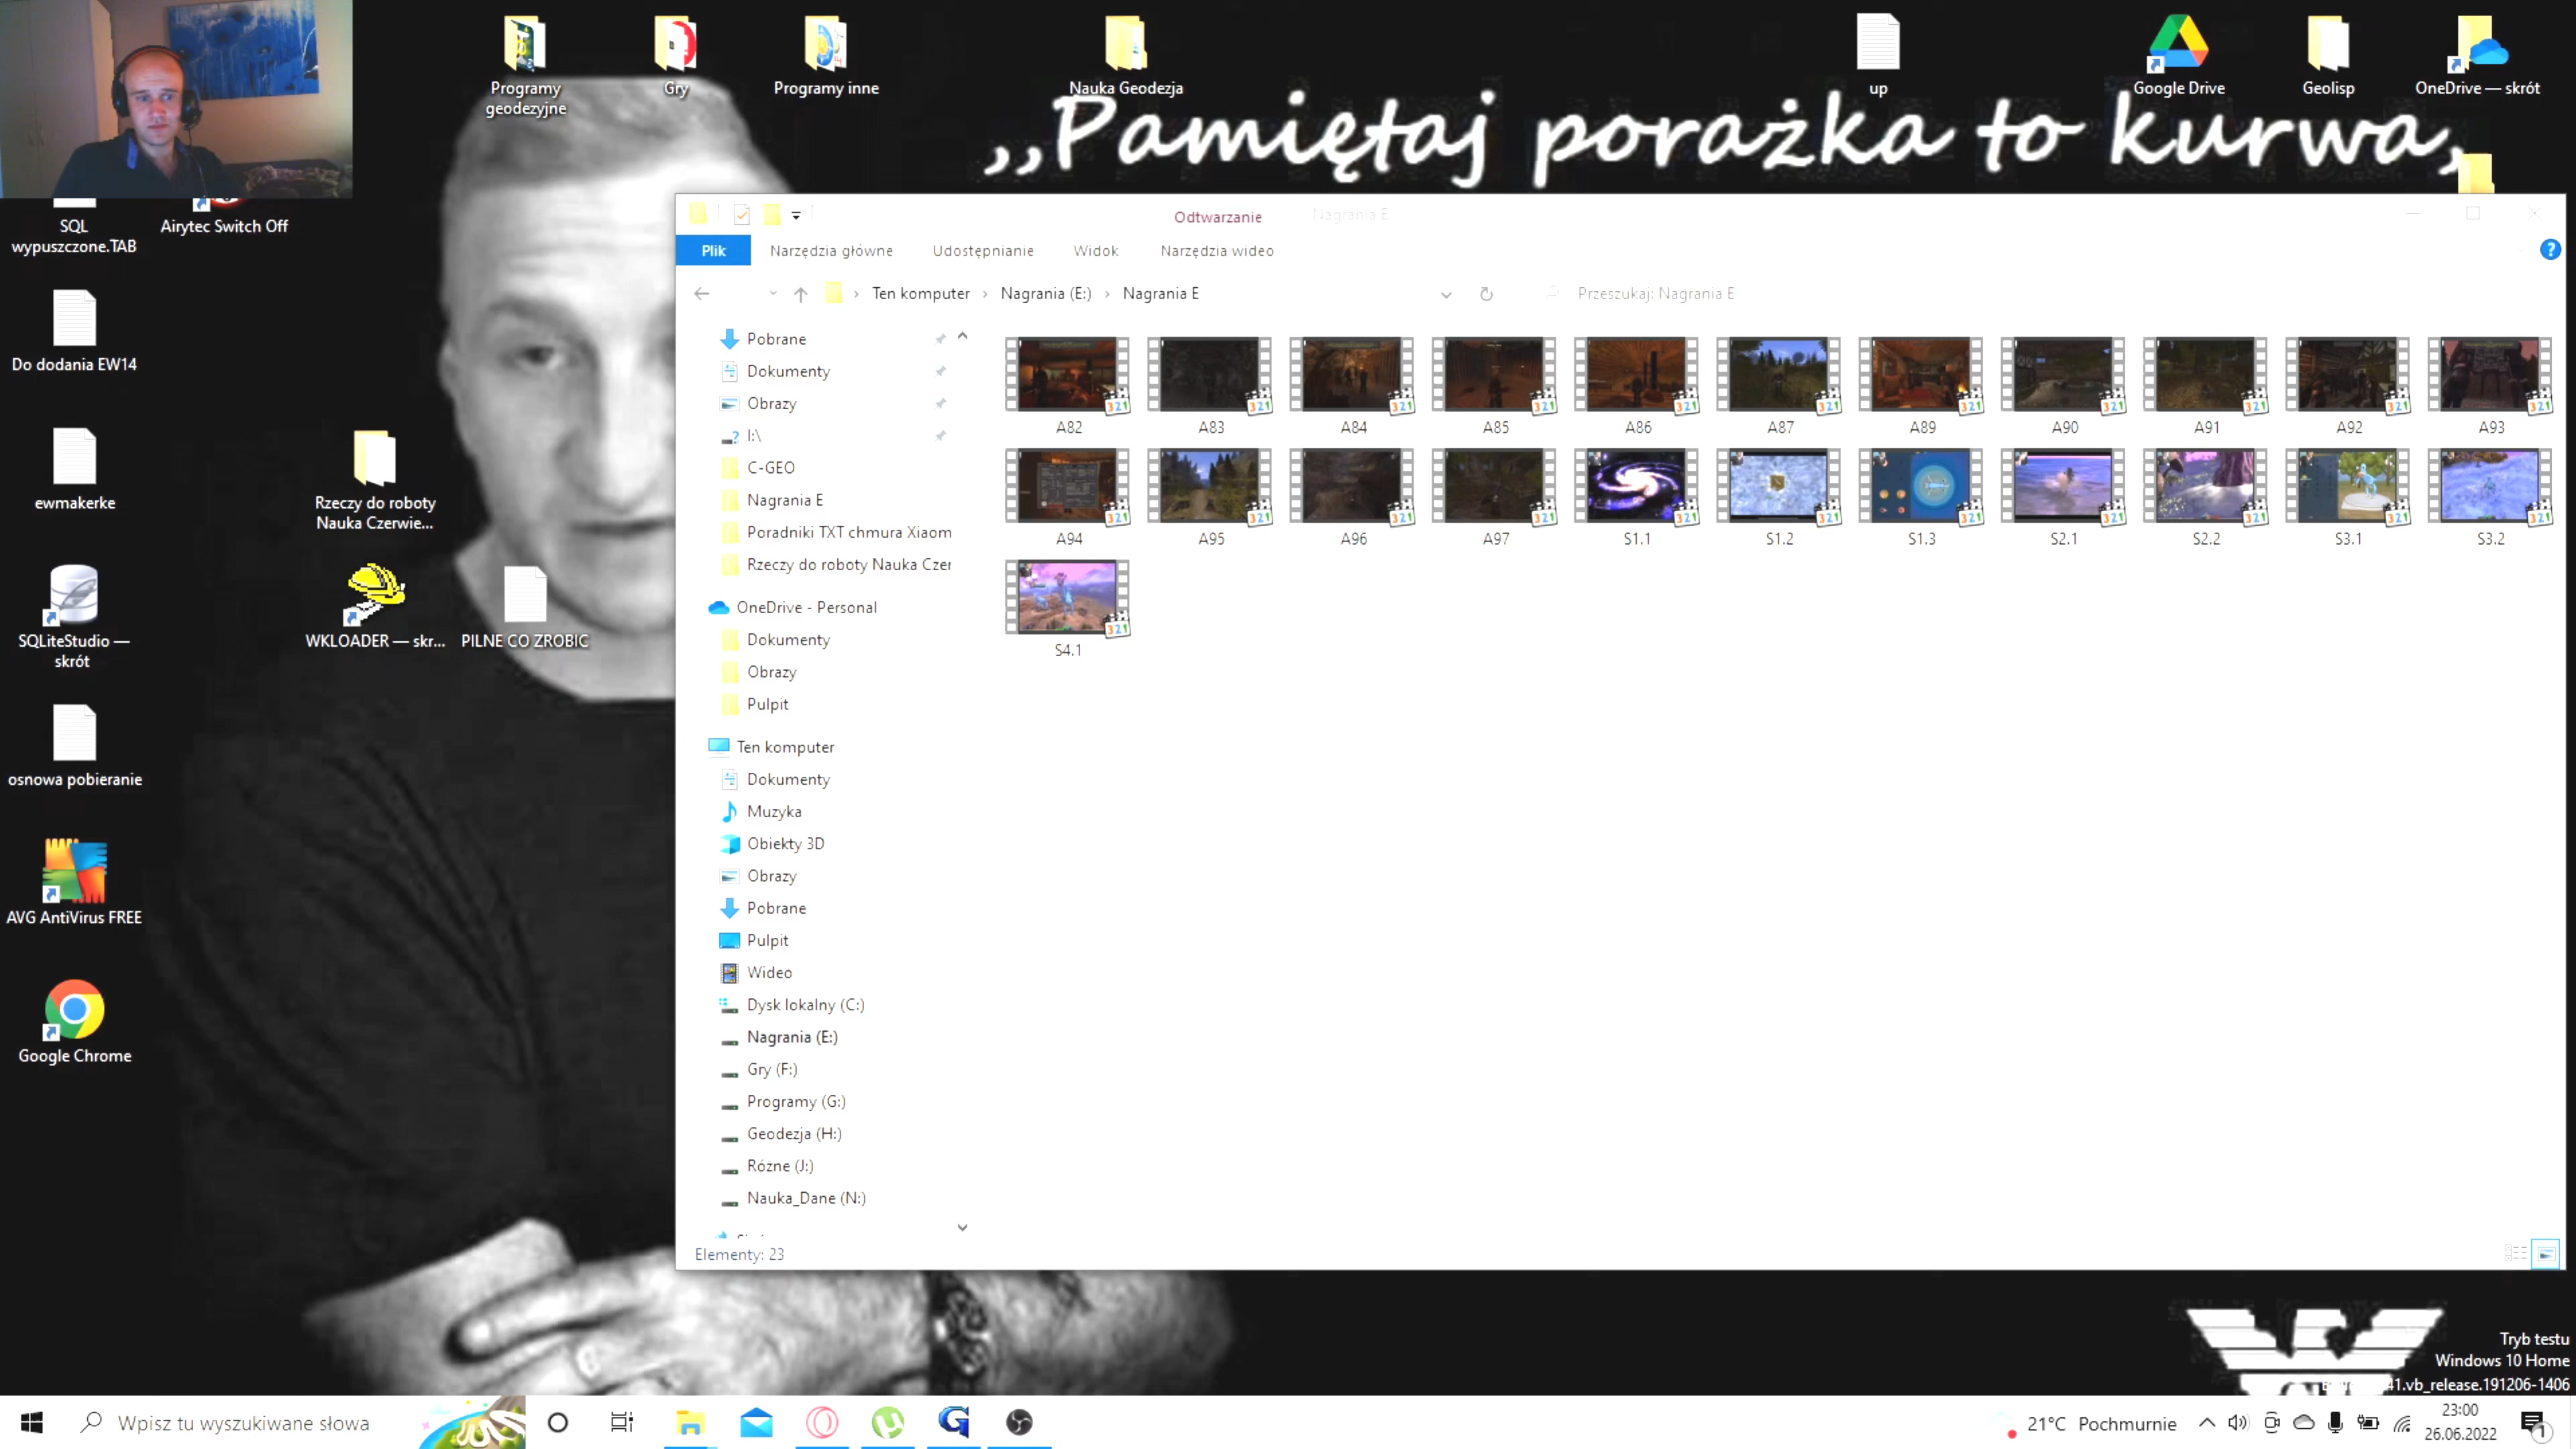 Programy
geodezyjne
Gry
Programy inne
Nauka Geodezja
up
Google Drive
Geolisp
OneDrive — skrót
,,Pamiętaj porażka to kurwa,
SQL
wypuszczone.TAB
Airytec Switch Off
Do dodania EW14
ewmakerke
Rzeczy do roboty
Nauka Czerwie...
SQLiteStudio —
skrót
WKLOADER — skr...
PILNE CO ZROBIC
osnowa pobieranie
AVG AntiVirus FREE
Google Chrome
Odtwarzanie
Nagrania E
Plik
Narzędzia główne
Udostępnianie
Widok
Narzędzia wideo
Ten komputer › Nagrania (E:) › Nagrania E
Przeszukaj: Nagrania E
Pobrane
Dokumenty
Obrazy
I:\
C-GEO
Nagrania E
Poradniki TXT chmura Xiaom
Rzeczy do roboty Nauka Czer
OneDrive - Personal
Dokumenty
Obrazy
Pulpit
Ten komputer
Dokumenty
Muzyka
Obiekty 3D
Obrazy
Pobrane
Pulpit
Wideo
Dysk lokalny (C:)
Nagrania (E:)
Gry (F:)
Programy (G:)
Geodezja (H:)
Różne (J:)
Nauka_Dane (N:)
A82 A83 A84 A85 A86 A87 A89 A90 A91 A92 A93
A94 A95 A96 A97 S1.1 S1.2 S1.3 S2.1 S2.2 S3.1 S3.2
S4.1
Elementy: 23
Tryb testu
Windows 10 Home
41.vb_release.191206-1406
Wpisz tu wyszukiwane słowa
21°C Pochmurnie
23:00
26.06.2022
1